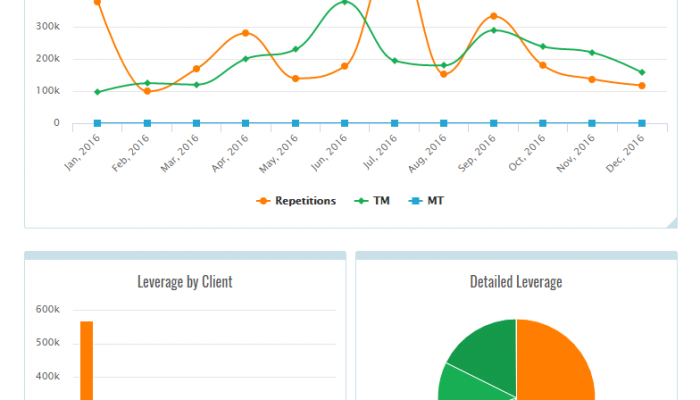 300k
200k
100k
0
Jan, 2016
Feb, 2016
Mar, 2016
Apr, 2016
May, 2016
Jun, 2016
Jul, 2016
Aug, 2016
Sep, 2016
Oct, 2016
Nov, 2016
Dec, 2016
Repetitions TM MT
Leverage by Client
600k
500k
400k
Detailed Leverage